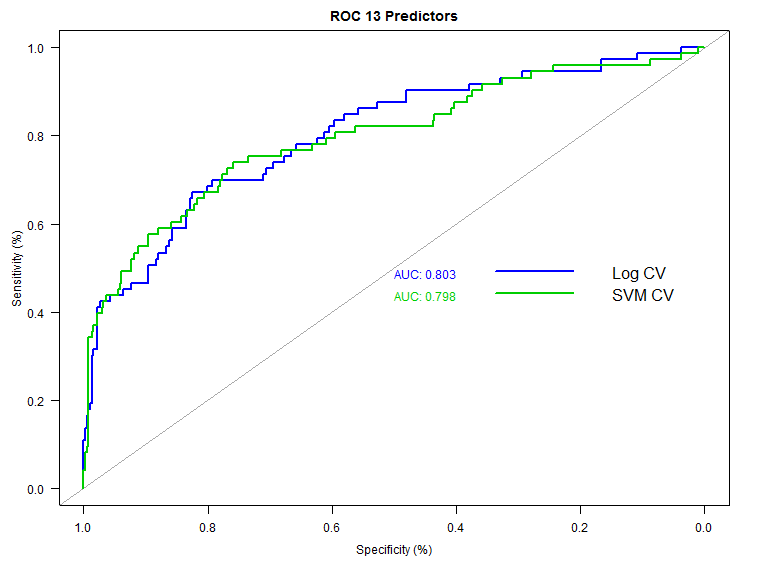 ROC 13 Predictors
Sensitivity (%)
1.0
0.8
0.6
0.4
0.2
0.0
AUC: 0.803 Log CV
AUC: 0.798 SVM CV
1.0 0.8 0.6 0.4 0.2 0.0
Specificity (%)